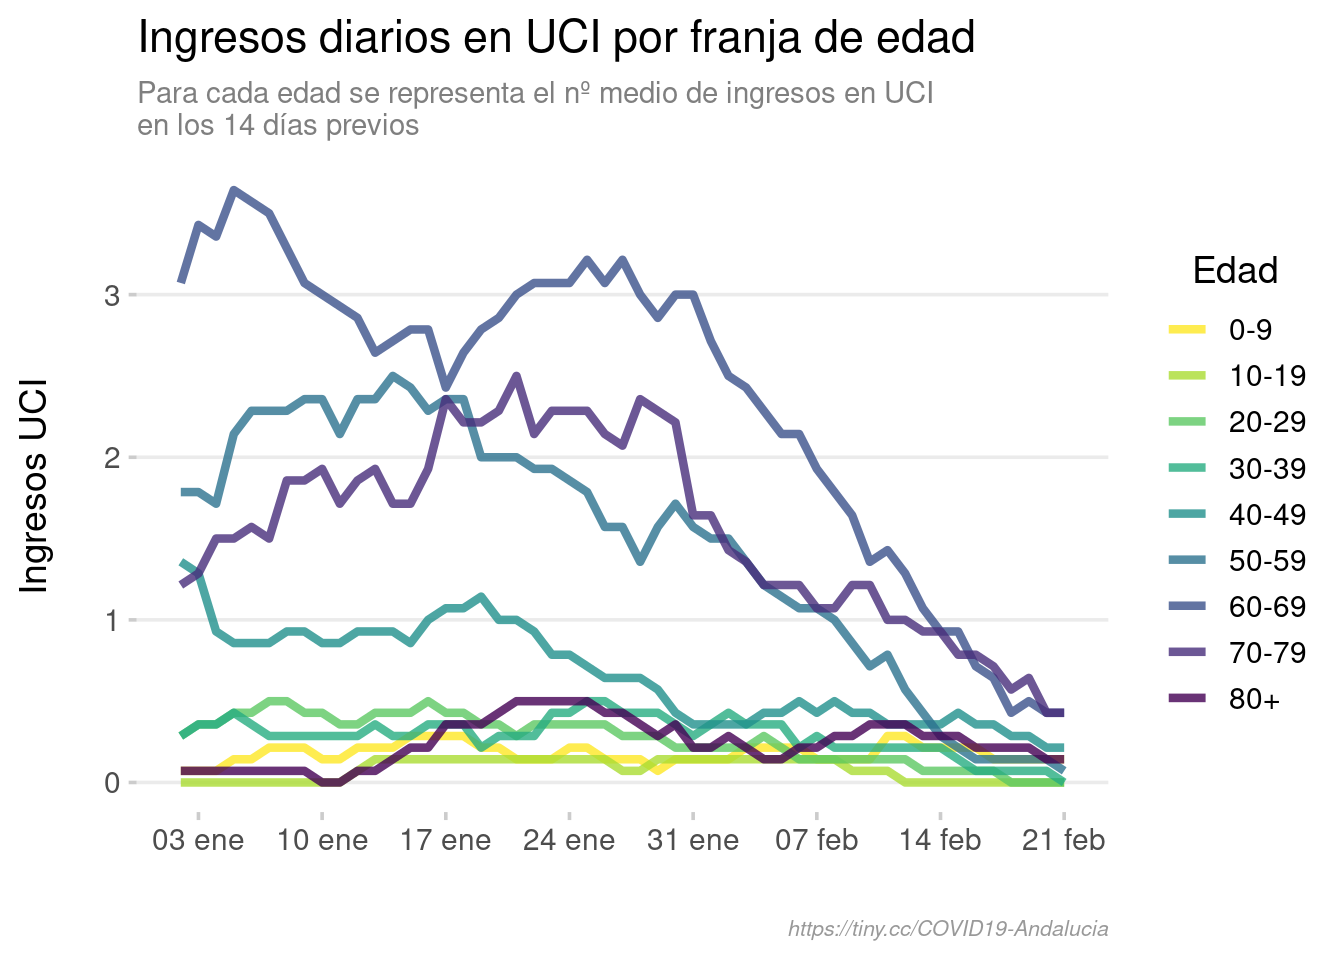 Ingresos diarios en UCI por franja de edad
Para cada edad se representa el nº medio de ingresos en UCI
en los 14 días previos
Ingresos UCI
3
2
1
0
03 ene
10 ene
17 ene
24 ene
31 ene
07 feb
14 feb
21 feb
Edad
0-9
10-19
20-29
30-39
40-49
50-59
60-69
70-79
80+
https://tiny.cc/COVID19-Andalucia